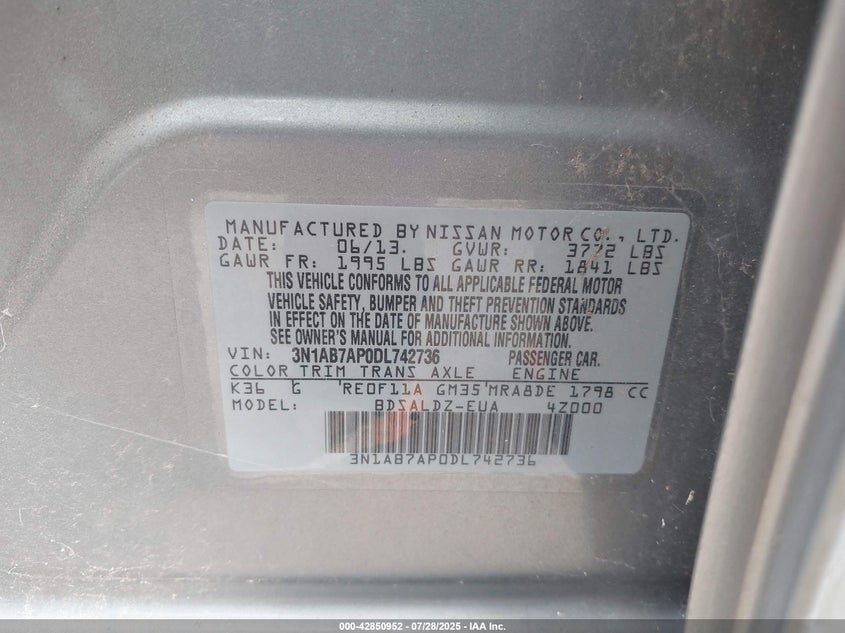 MANUFACTURED BY NISSAN MOTOR CO., LTD.
DATE: 06/13. GVWR: 3772 LBS
GAWR FR: 1995 LBS GAWR RR: 1841 LBS
THIS VEHICLE CONFORMS TO ALL APPLICABLE FEDERAL MOTOR
VEHICLE SAFETY, BUMPER AND THEFT PREVENTION STANDARDS
IN EFFECT ON THE DATE OF MANUFACTURE SHOWN ABOVE.
SEE OWNER'S MANUAL FOR ADDITIONAL INFORMATION.
VIN: 3N1AB7AP0DL742736 PASSENGER CAR.
COLOR TRIM TRANS AXLE ENGINE
K36 G RE0F11A GM35 MRA8DE 1798 CC
MODEL: BDSALDZ-EUA 4Z000
3N1AB7AP0DL742736
000-42850952 | 07/28/2025 - IAA Inc.